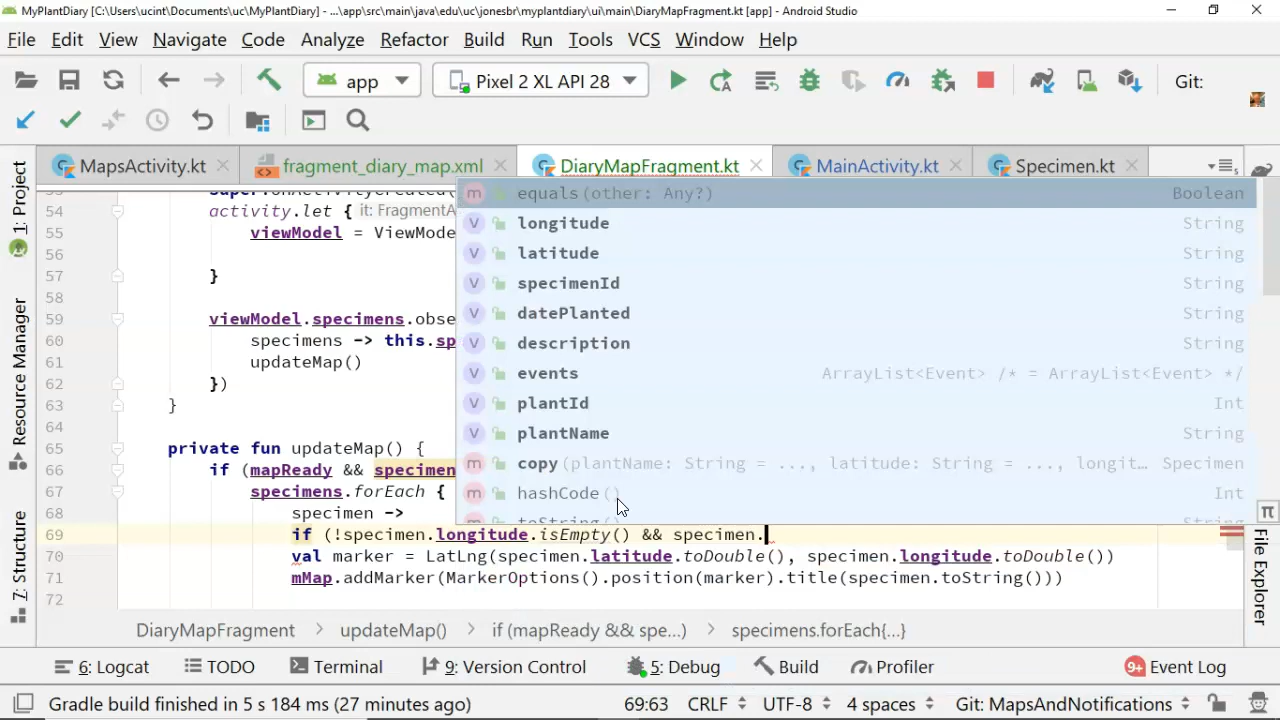 MyPlantDiary [C:\Users\ucint\Documents\uc\MyPlantDiary] - ...\app\src\main\java\edu\uc\jonesbr\myplantdiary\ui\main\DiaryMapFragment.kt [app] - Android Studio
File Edit View Navigate Code Analyze Refactor Build Run Tools VCS Window Help
app Pixel 2 XL API 28 Git:
MapsActivity.kt fragment_diary_map.xml DiaryMapFragment.kt MainActivity.kt Specimen.kt
1: Project
Resource Manager
7: Structure
equals(other: Any?) Boolean
longitude String
latitude String
specimenId String
datePlanted String
description String
events ArrayList<Event> /* = ArrayList<Event> */
plantId Int
plantName String
copy(plantName: String = ..., latitude: String = ..., longit... Specimen
hashCode() Int
54 activity.let { it: FragmentA
55 viewModel = ViewMode
56
57 }
58
59 viewModel.specimens.obse
60 specimens -> this.sp
61 updateMap()
62 })
63 }
64
65 private fun updateMap() {
66 if (mapReady && specimen
67 specimens.forEach {
68 specimen ->
69 if (!specimen.longitude.isEmpty() && specimen.
70 val marker = LatLng(specimen.latitude.toDouble(), specimen.longitude.toDouble())
71 mMap.addMarker(MarkerOptions().position(marker).title(specimen.toString()))
72
File Explorer
DiaryMapFragment updateMap() if (mapReady && spe...) specimens.forEach{...}
6: Logcat TODO Terminal 9: Version Control 5: Debug Build Profiler 9+ Event Log
Gradle build finished in 5 s 184 ms (27 minutes ago) 69:63 CRLF UTF-8 4 spaces Git: MapsAndNotifications